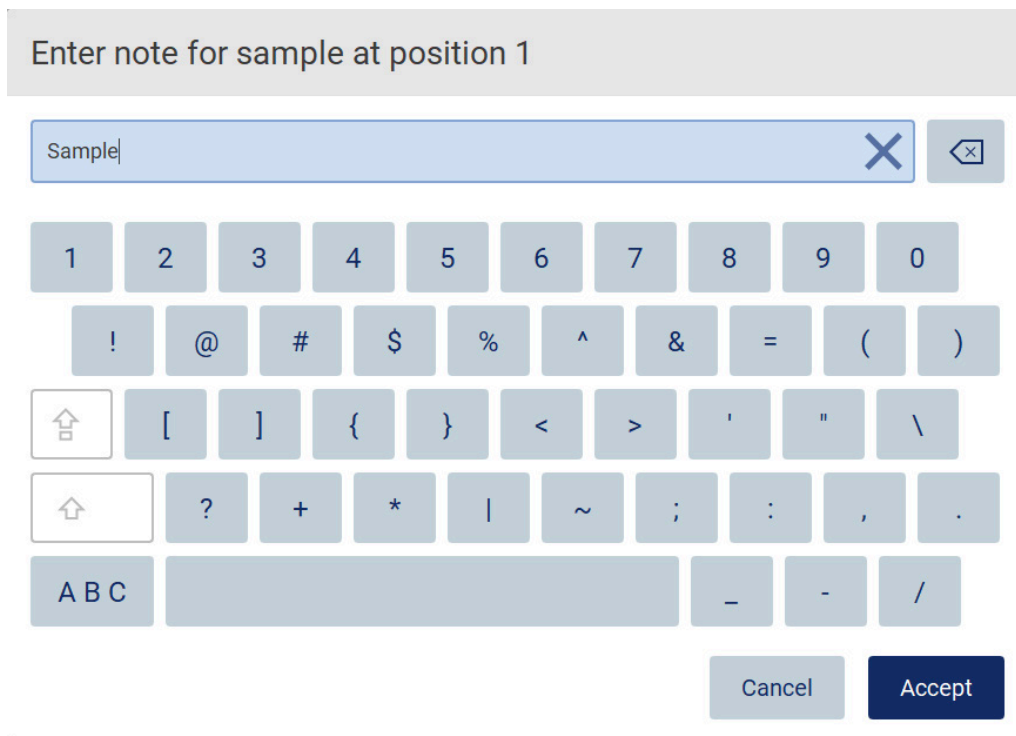 Enter note for sample at position 1
Sample
1 2 3 4 5 6 7 8 9 0
! @ # $ % ^ & = ( )
[ ] { } < > ' " \
? + * | ~ ; : , .
A B C _ - /
Cancel Accept